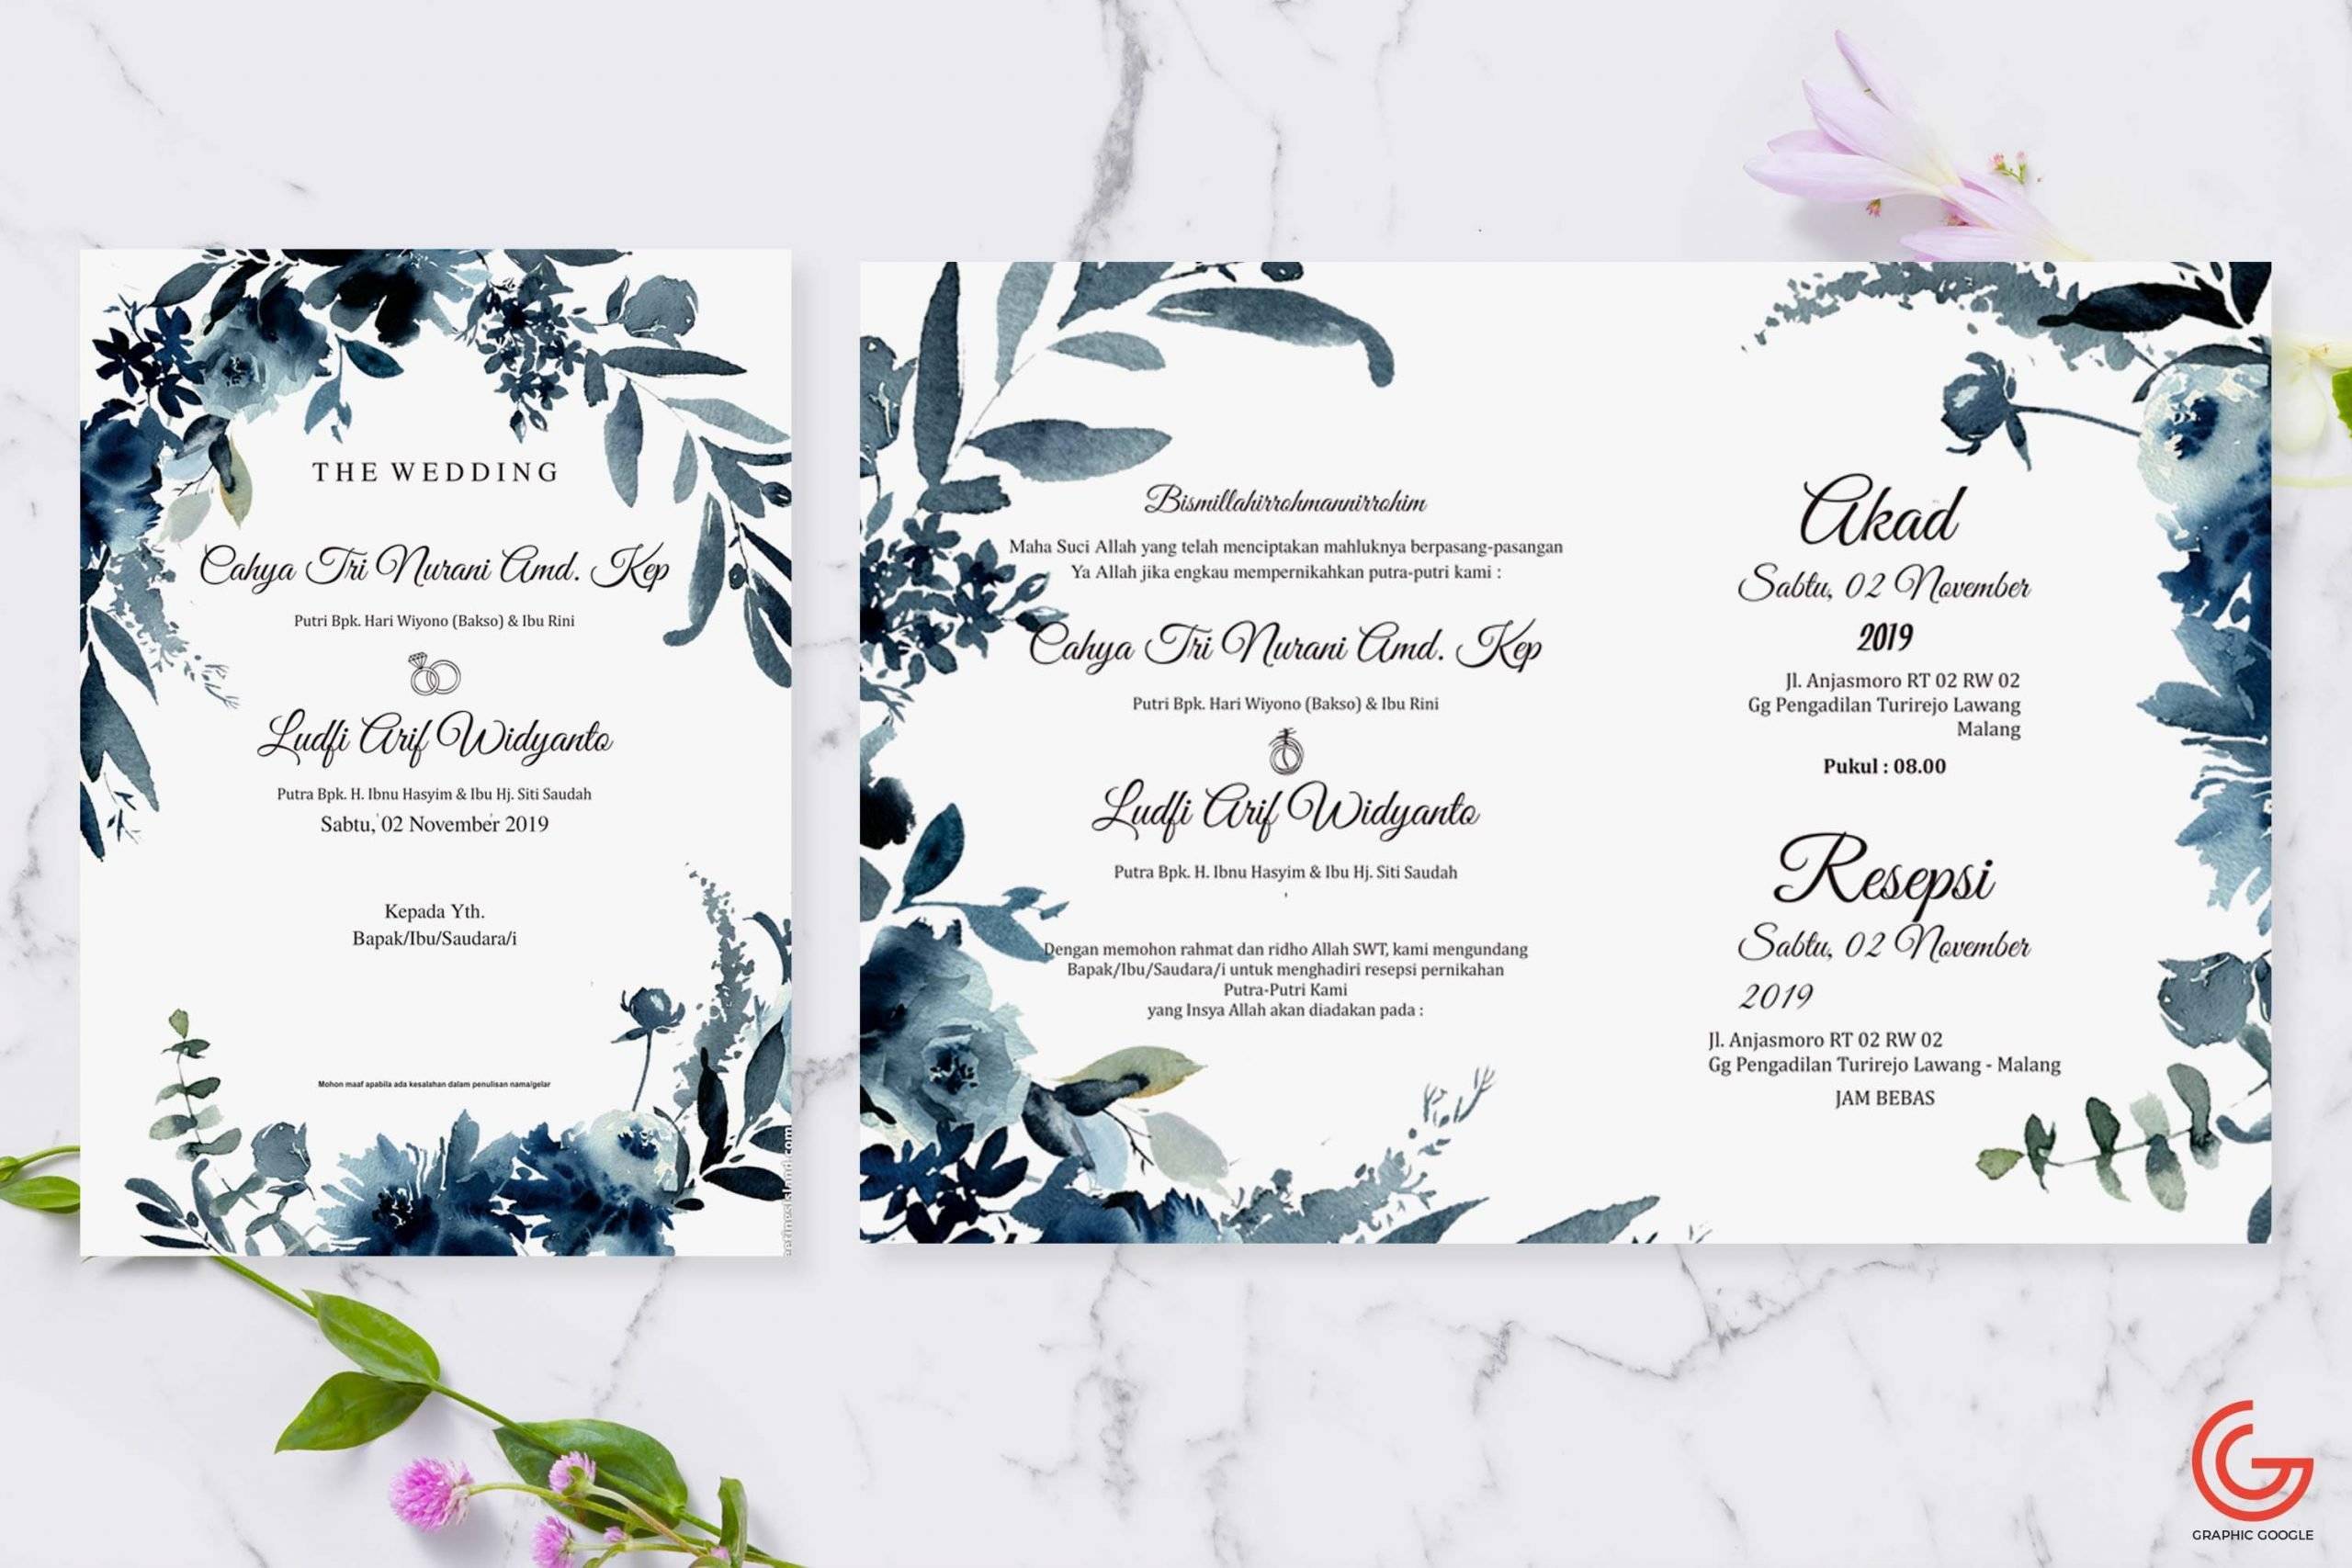 THE WEDDING
Cahya Tri Nurani Amd. Kep
Putri Bpk. Hari Wiyono (Bakso) & Ibu Rini
Ludfi Arif Widyanto
Putra Bpk. H. Ibnu Hasyim & Ibu Hj. Siti Saudah
Sabtu, 02 November 2019
Kepada Yth.
Bapak/Ibu/Saudara/i
Mohon maaf apabila ada kesalahan dalam penulisan nama/gelar
Bismillahirrohmannirrohim
Maha Suci Allah yang telah menciptakan mahluknya berpasang-pasangan
Ya Allah jika engkau mempernikahkan putra-putri kami :
Cahya Tri Nurani Amd. Kep
Putri Bpk. Hari Wiyono (Bakso) & Ibu Rini
Ludfi Arif Widyanto
Putra Bpk. H. Ibnu Hasyim & Ibu Hj. Siti Saudah
Dengan memohon rahmat dan ridho Allah SWT, kami mengundang
Bapak/Ibu/Saudara/i untuk menghadiri resepsi pernikahan
Putra-Putri Kami
yang Insya Allah akan diadakan pada :
Akad
Sabtu, 02 November
2019
Jl. Anjasmoro RT 02 RW 02
Gg Pengadilan Turirejo Lawang
Malang
Pukul : 08.00
Resepsi
Sabtu, 02 November
2019
Jl. Anjasmoro RT 02 RW 02
Gg Pengadilan Turirejo Lawang - Malang
JAM BEBAS
GRAPHIC GOOGLE